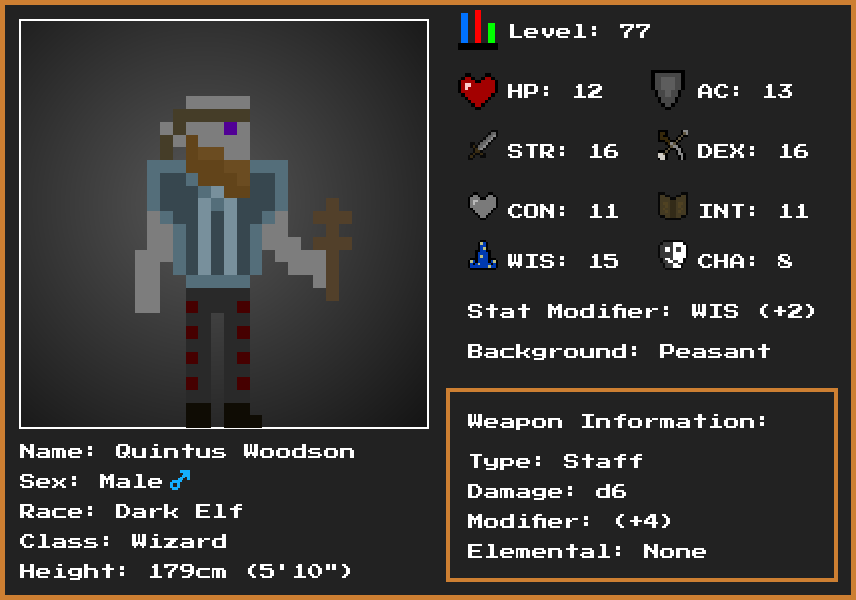 Level: 77
HP: 12
AC: 13
STR: 16
DEX: 16
CON: 11
INT: 11
WIS: 15
CHA: 8
Stat Modifier: WIS (+2)
Background: Peasant
Weapon Information:
Type: Staff
Damage: d6
Modifier: (+4)
Elemental: None
Name: Quintus Woodson
Sex: Male♂
Race: Dark Elf
Class: Wizard
Height: 179cm (5'10")